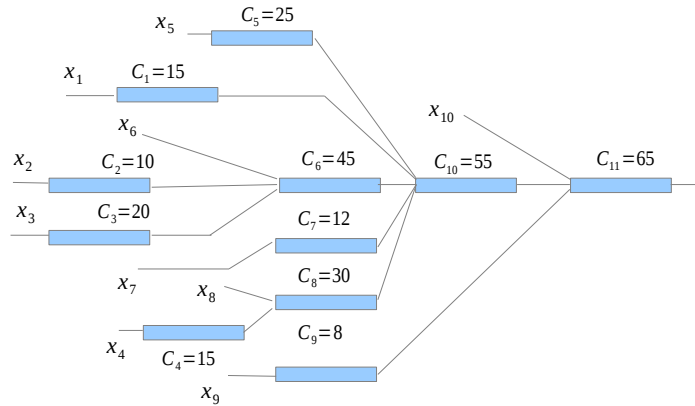 x₅
C₅=25
x₁
C₁=15
x₆
x₁₀
x₂
C₂=10
C₆=45
C₁₀=55
C₁₁=65
x₃
C₃=20
C₇=12
x₇
x₈
C₈=30
x₄
C₄=15
C₉=8
x₉